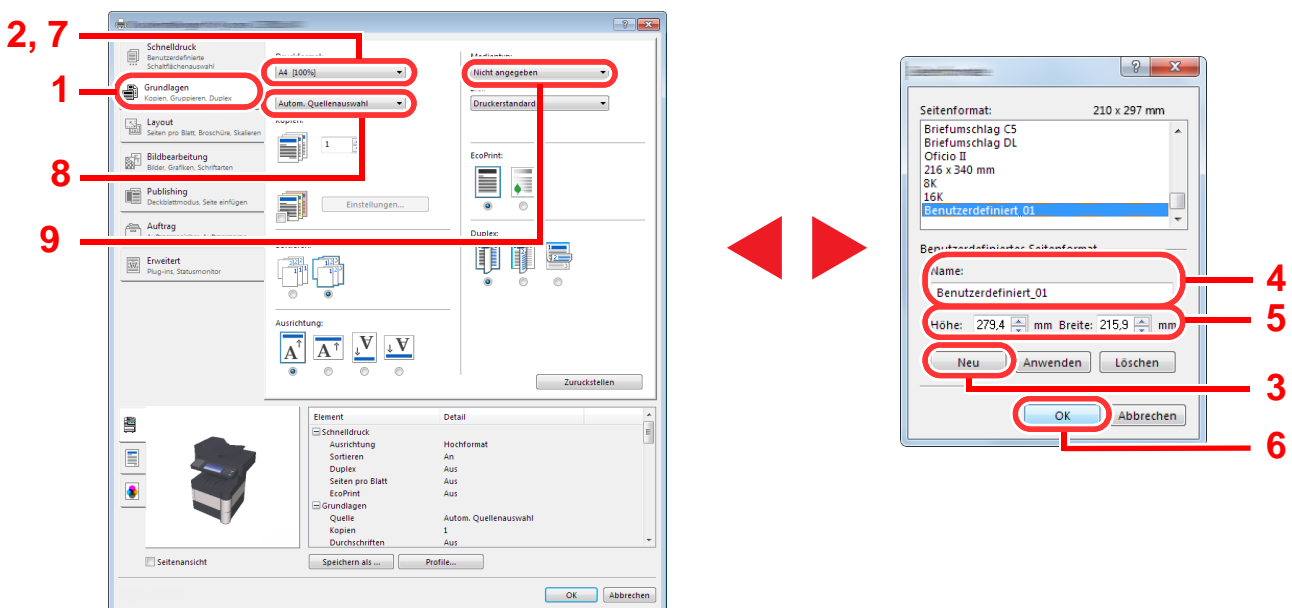 2, 7
1
8
9
Schnelldruck
Benutzerdefinierte
Schaltflächenauswahl
Grundlagen
Kopien, Gruppieren, Duplex
Layout
Seiten pro Blatt, Broschüre, Skalieren
Bildbearbeitung
Bilder, Grafiken, Schriftarten
Publishing
Deckblattmodus, Seite einfügen
Auftrag
Erweitert
Plug-ins, Statusmonitor
A4 [100%]
Autom. Quellenauswahl
Kopien:
1
Einstellungen...
Sortieren:
Ausrichtung:
Medientyp:
Nicht angegeben
Druckerstandard
EcoPrint:
Duplex:
Zurückstellen
Element Detail
Schnelldruck
Ausrichtung Hochformat
Sortieren An
Duplex Aus
Seiten pro Blatt Aus
EcoPrint Aus
Grundlagen
Quelle Autom. Quellenauswahl
Kopien 1
Durchschriften Aus
Seitenansicht
Speichern als ... Profile...
OK Abbrechen
Seitenformat: 210 x 297 mm
Briefumschlag C5
Briefumschlag DL
Oficio II
216 x 340 mm
8K
16K
Benutzerdefiniert_01
Benutzerdefiniertes Seitenformat
Name:
Benutzerdefiniert_01
Höhe: 279,4 mm Breite: 215,9 mm
Neu Anwenden Löschen
OK Abbrechen
4
5
3
6